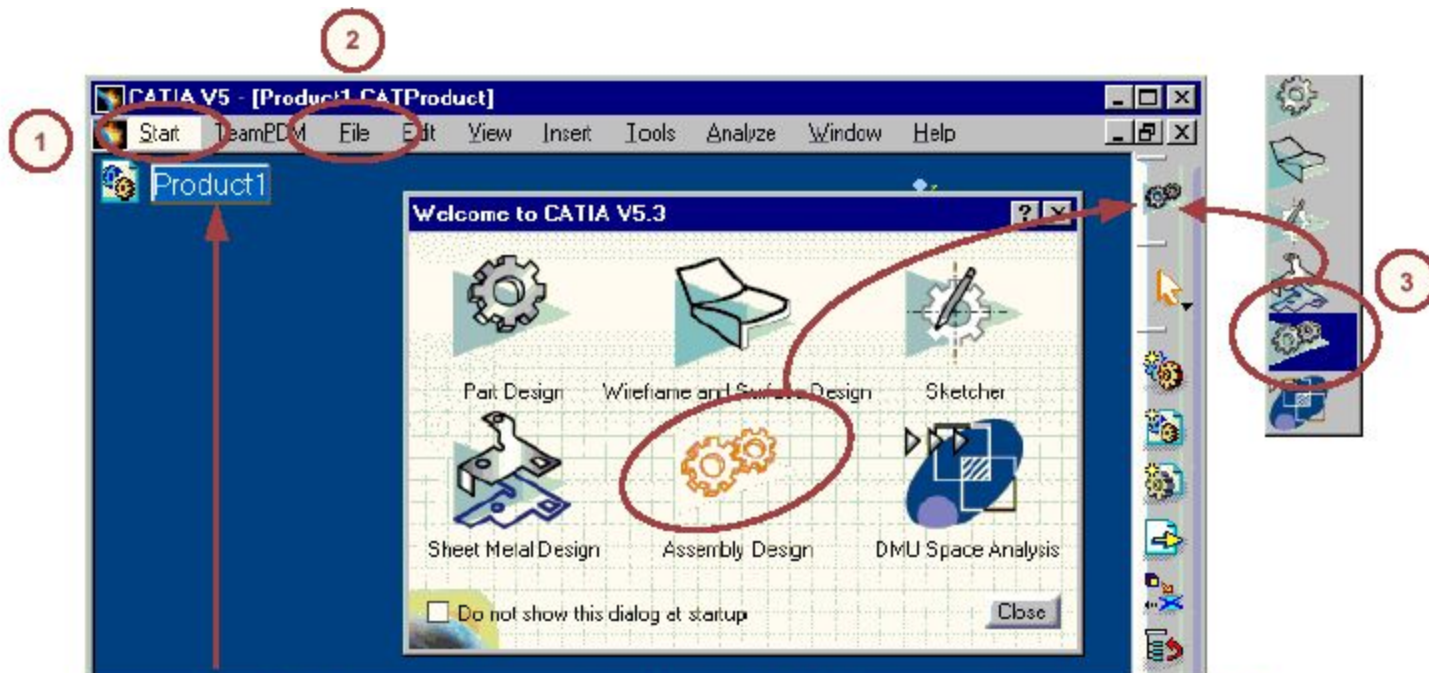 2
CATIA V5 - [Product1.CATProduct]
1
Start TeamPDM File Edit View Insert Tools Analyze Window Help
Product1
Welcome to CATIA V5.3
3
Part Design Wireframe and Surface Design Sketcher
Sheet Metal Design Assembly Design DMU Space Analysis
Do not show this dialog at startup Close